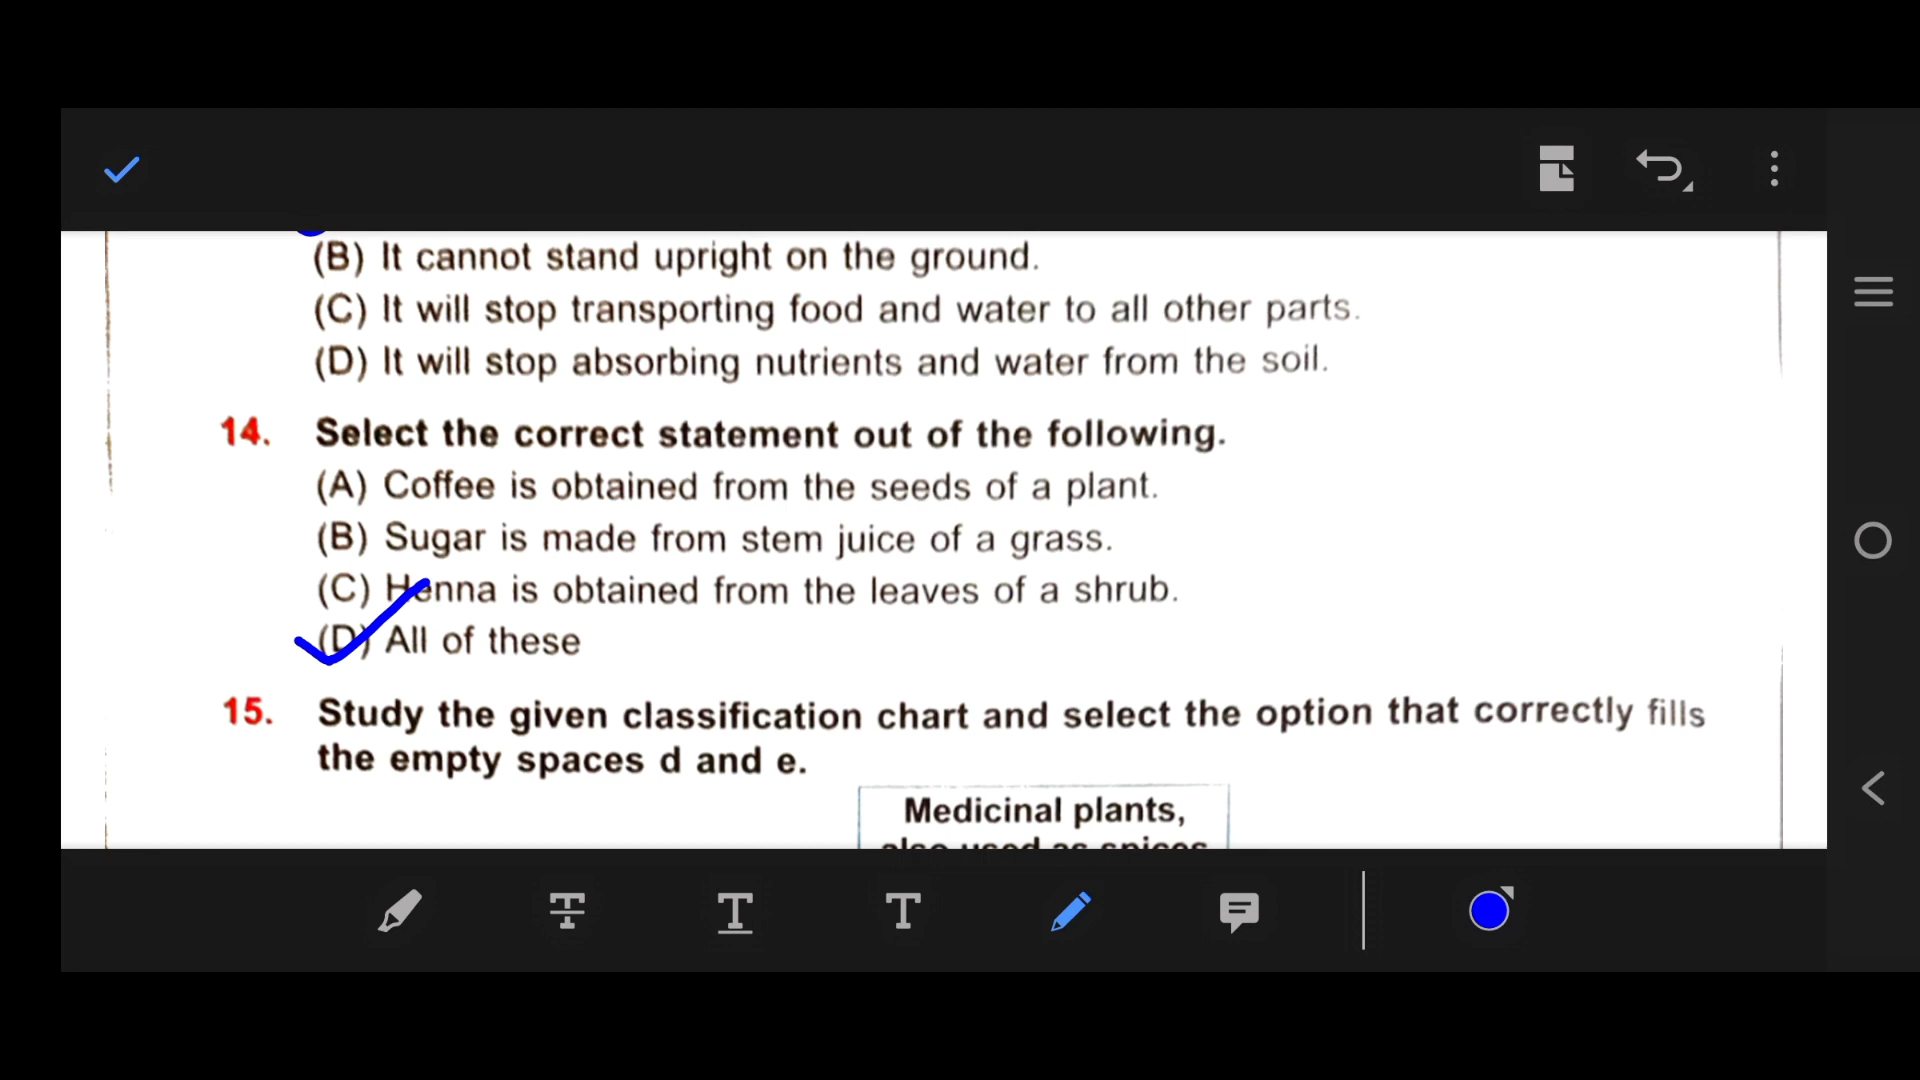 (B) It cannot stand upright on the ground.
(C) It will stop transporting food and water to all other parts.
(D) It will stop absorbing nutrients and water from the soil.
14. Select the correct statement out of the following.
(A) Coffee is obtained from the seeds of a plant.
(B) Sugar is made from stem juice of a grass.
(C) Henna is obtained from the leaves of a shrub.
(D) All of these
15. Study the given classification chart and select the option that correctly fills
the empty spaces d and e.
Medicinal plants,
also used as spices